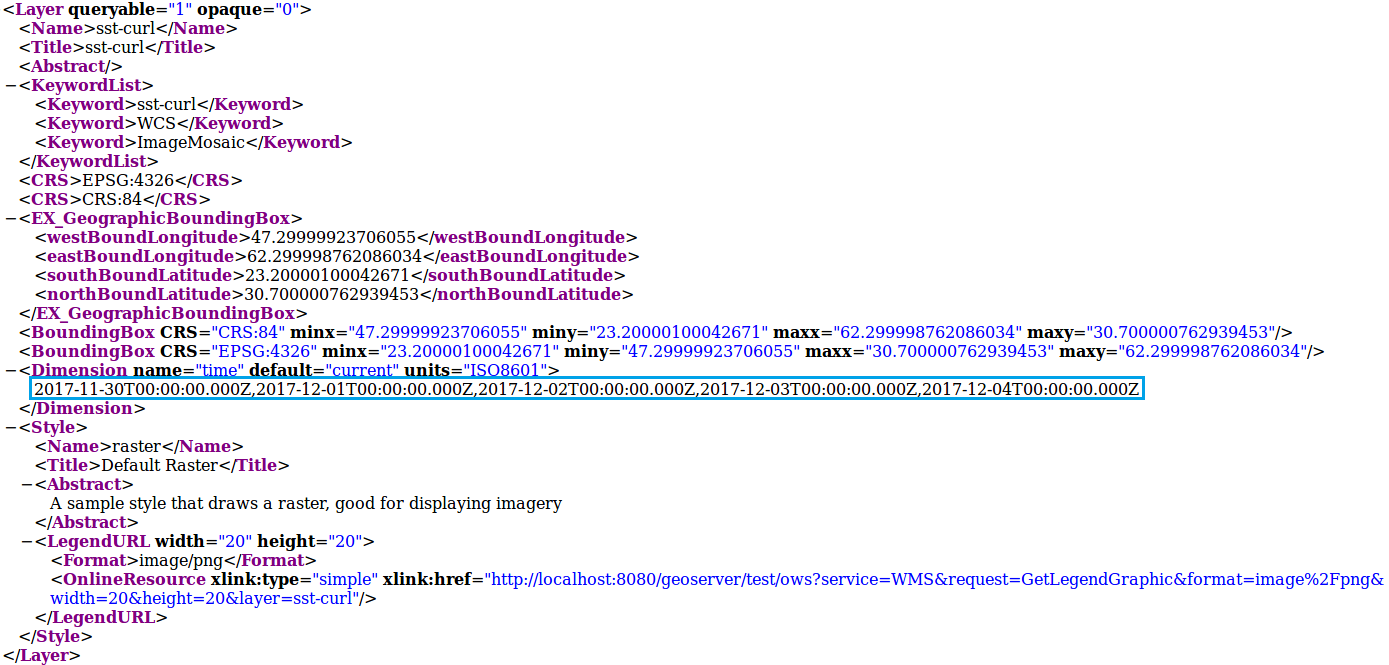 <Layer queryable="1" opaque="0">
<Name>sst-curl</Name>
<Title>sst-curl</Title>
<Abstract/>
−<KeywordList>
<Keyword>sst-curl</Keyword>
<Keyword>WCS</Keyword>
<Keyword>ImageMosaic</Keyword>
</KeywordList>
<CRS>EPSG:4326</CRS>
<CRS>CRS:84</CRS>
−<EX_GeographicBoundingBox>
<westBoundLongitude>47.29999923706055</westBoundLongitude>
<eastBoundLongitude>62.299998762086034</eastBoundLongitude>
<southBoundLatitude>23.20000100042671</southBoundLatitude>
<northBoundLatitude>30.700000762939453</northBoundLatitude>
</EX_GeographicBoundingBox>
<BoundingBox CRS="CRS:84" minx="47.29999923706055" miny="23.20000100042671" maxx="62.299998762086034" maxy="30.700000762939453"/>
<BoundingBox CRS="EPSG:4326" minx="23.20000100042671" miny="47.29999923706055" maxx="30.700000762939453" maxy="62.299998762086034"/>
−<Dimension name="time" default="current" units="ISO8601">
2017-11-30T00:00:00.000Z,2017-12-01T00:00:00.000Z,2017-12-02T00:00:00.000Z,2017-12-03T00:00:00.000Z,2017-12-04T00:00:00.000Z
</Dimension>
−<Style>
<Name>raster</Name>
<Title>Default Raster</Title>
−<Abstract>
A sample style that draws a raster, good for displaying imagery
</Abstract>
−<LegendURL width="20" height="20">
<Format>image/png</Format>
<OnlineResource xlink:type="simple" xlink:href="http://localhost:8080/geoserver/test/ows?service=WMS&request=GetLegendGraphic&format=image%2Fpng&
width=20&height=20&layer=sst-curl"/>
</LegendURL>
</Style>
</Layer>